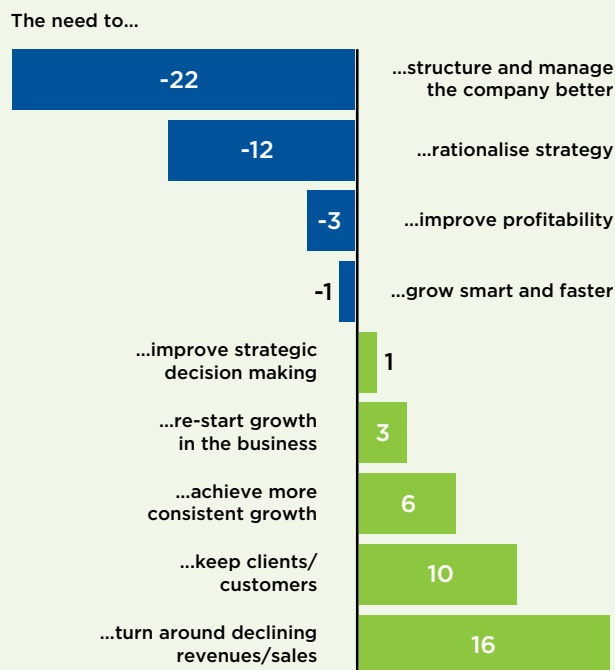 The need to...
-22
...structure and manage
the company better
-12
...rationalise strategy
-3
...improve profitability
-1
...grow smart and faster
...improve strategic
decision making
1
...re-start growth
in the business
3
...achieve more
consistent growth
6
...keep clients/
customers
10
...turn around declining
revenues/sales
16